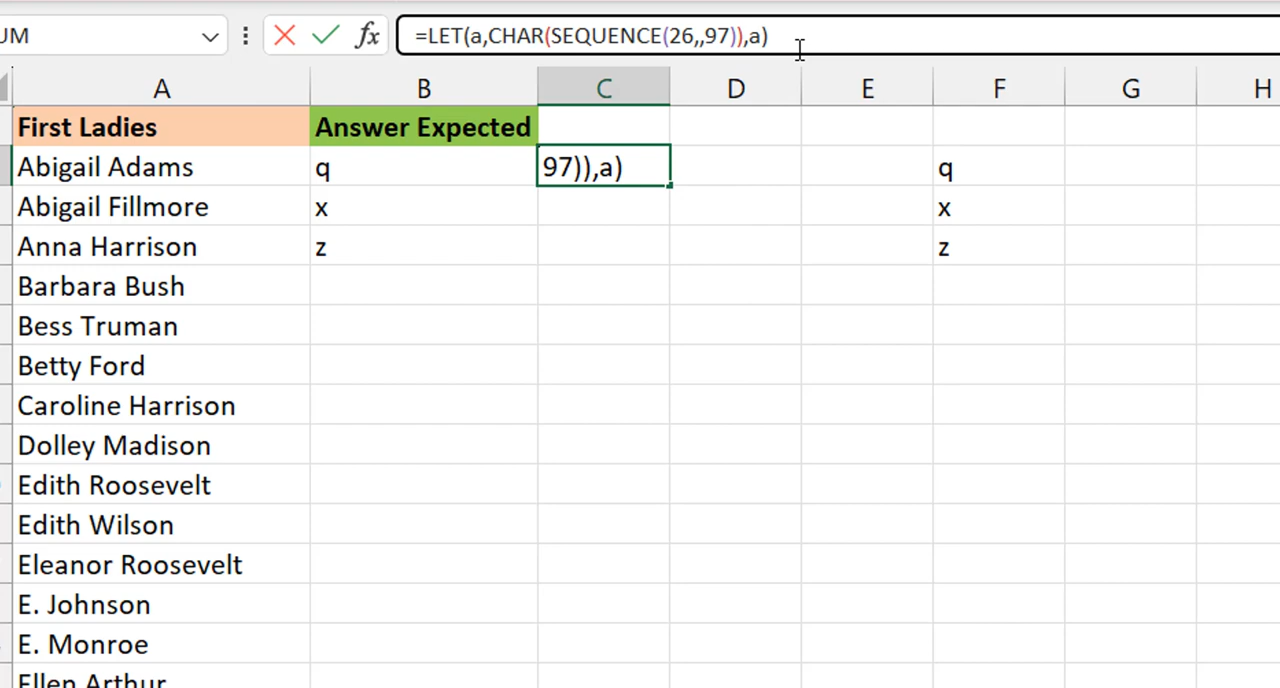 UM fx =LET(a,CHAR(SEQUENCE(26,,97)),a)
A B C D E F G H
First Ladies Answer Expected
Abigail Adams q 97)),a) q
Abigail Fillmore x x
Anna Harrison z z
Barbara Bush
Bess Truman
Betty Ford
Caroline Harrison
Dolley Madison
Edith Roosevelt
Edith Wilson
Eleanor Roosevelt
E. Johnson
E. Monroe
Ellen Arthur